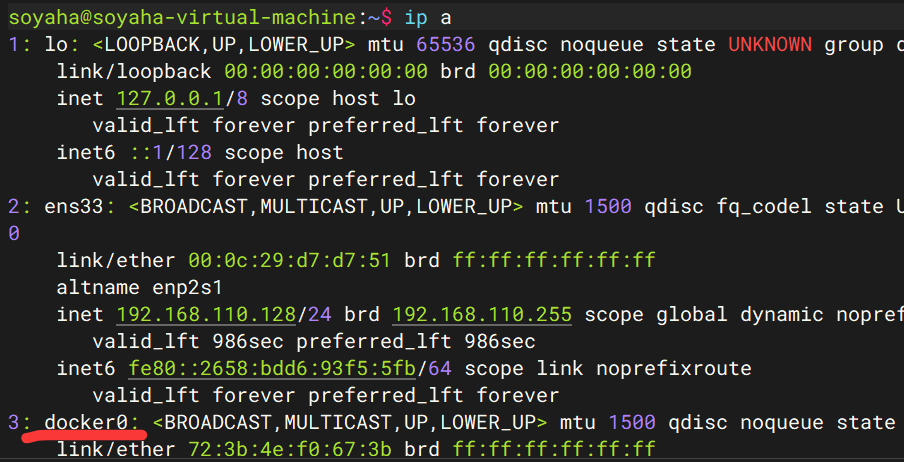 soyaha@soyaha-virtual-machine:~$ ip a
1: lo: <LOOPBACK,UP,LOWER_UP> mtu 65536 qdisc noqueue state UNKNOWN group
link/loopback 00:00:00:00:00:00 brd 00:00:00:00:00:00
inet 127.0.0.1/8 scope host lo
valid_lft forever preferred_lft forever
inet6 ::1/128 scope host
valid_lft forever preferred_lft forever
2: ens33: <BROADCAST,MULTICAST,UP,LOWER_UP> mtu 1500 qdisc fq_codel state
0
link/ether 00:0c:29:d7:d7:51 brd ff:ff:ff:ff:ff:ff
altname enp2s1
inet 192.168.110.128/24 brd 192.168.110.255 scope global dynamic nopref
valid_lft 986sec preferred_lft 986sec
inet6 fe80::2658:bdd6:93f5:5fb/64 scope link noprefixroute
valid_lft forever preferred_lft forever
3: docker0: <BROADCAST,MULTICAST,UP,LOWER_UP> mtu 1500 qdisc noqueue state
link/ether 72:3b:4e:f0:67:3b brd ff:ff:ff:ff:ff:ff